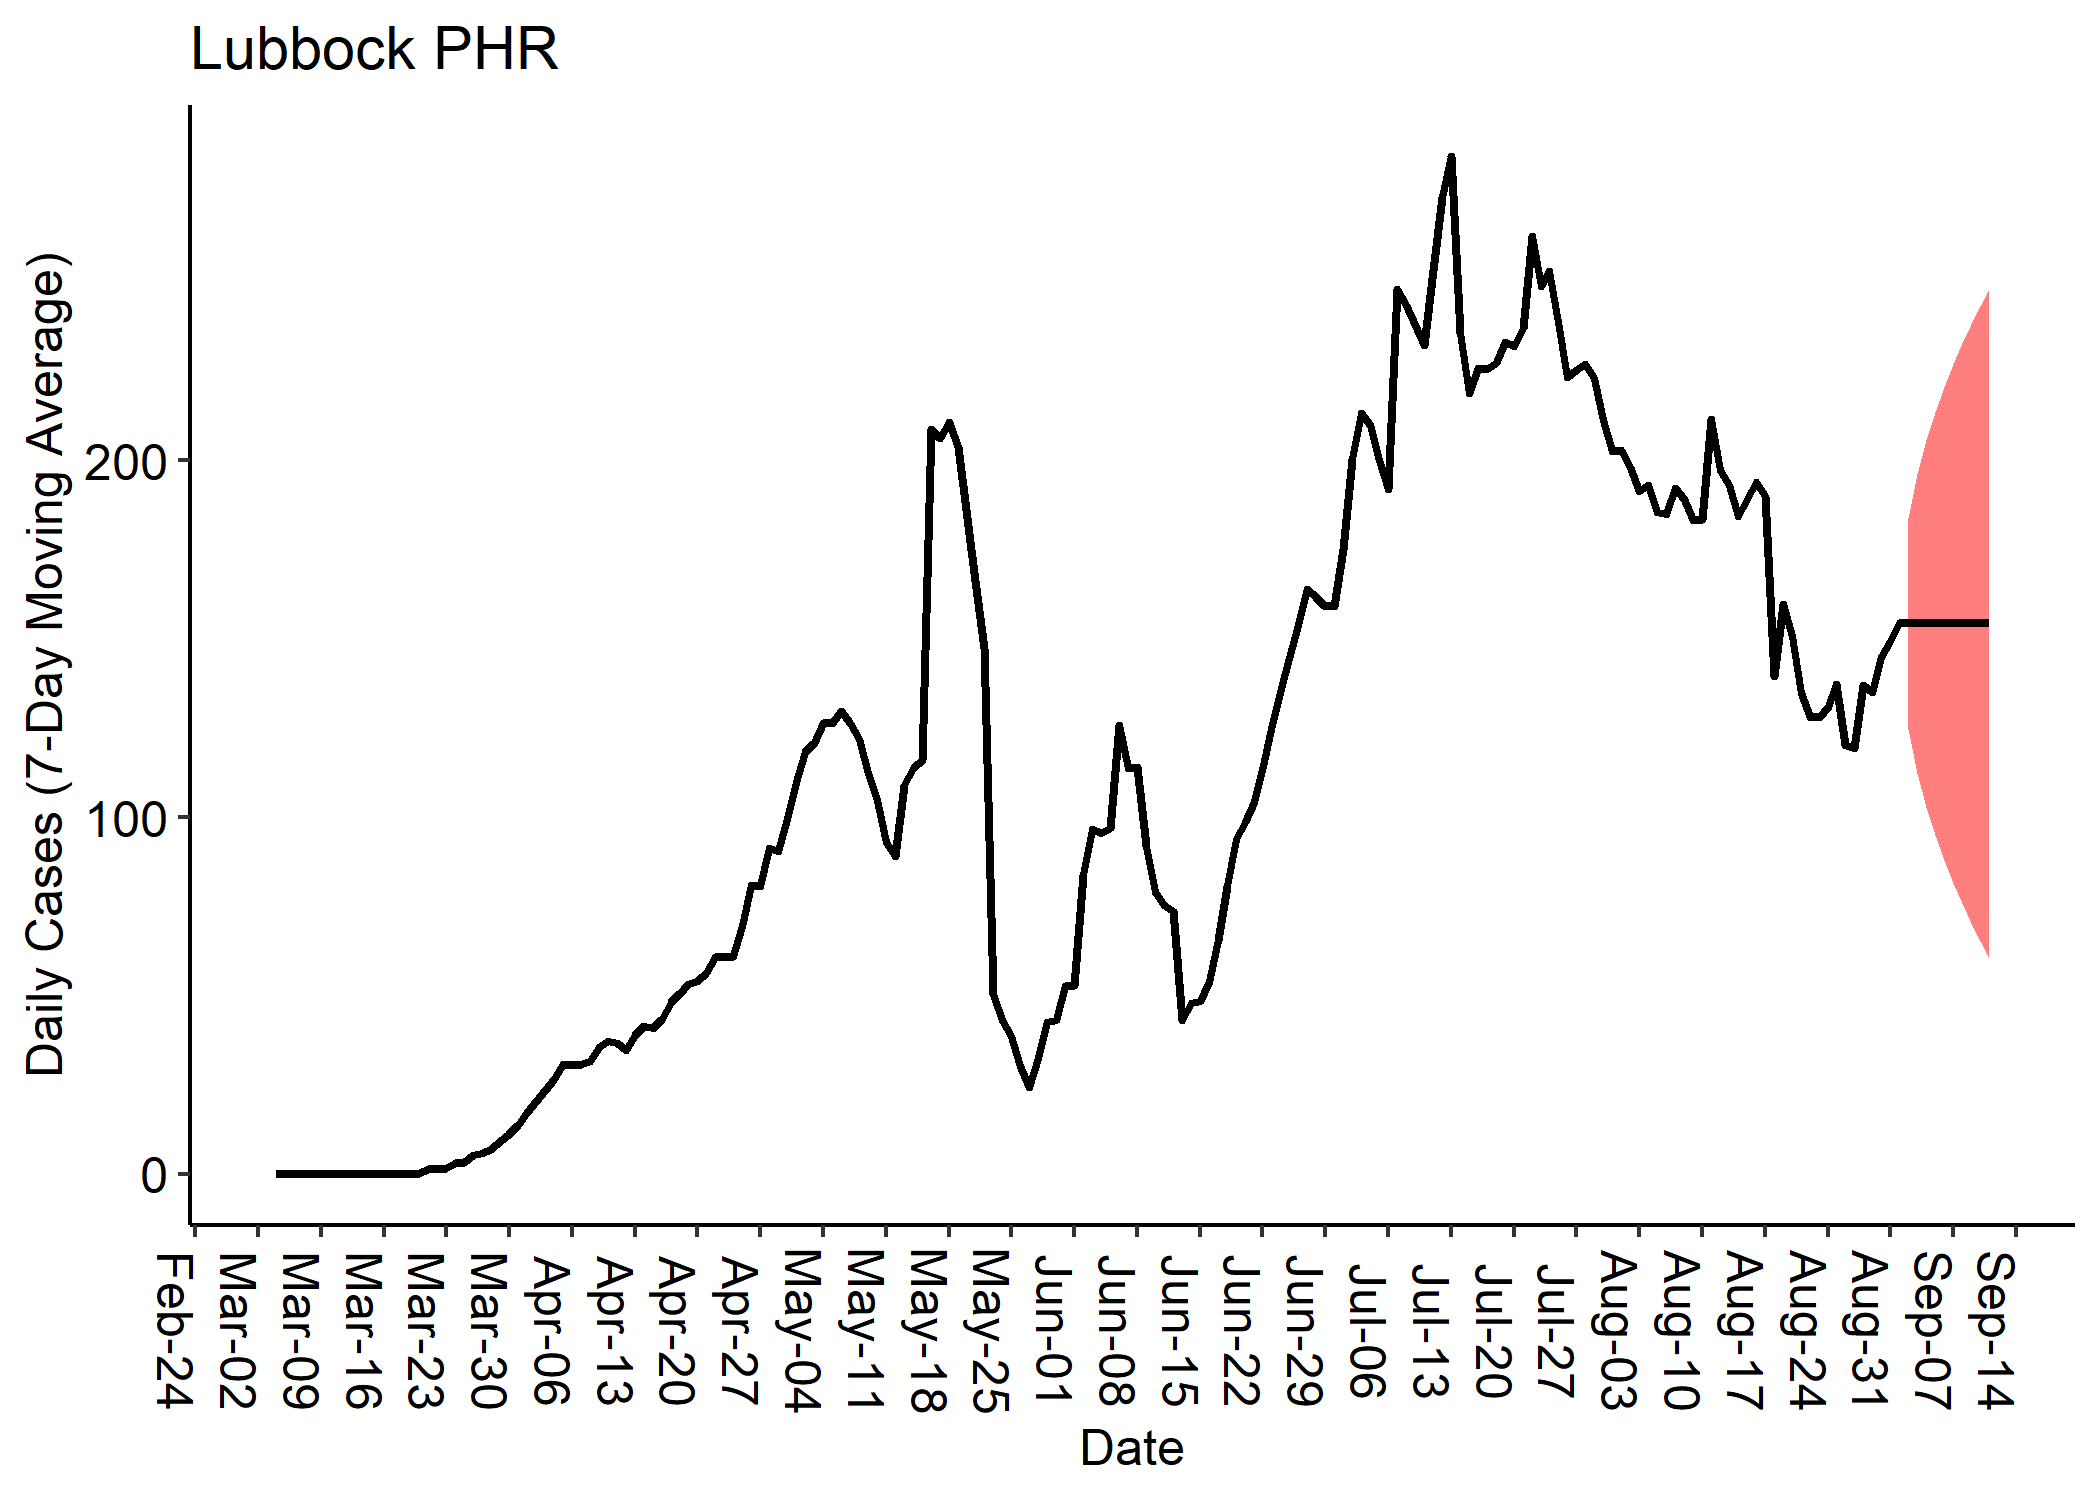 Lubbock PHR
Daily Cases (7-Day Moving Average)
200
100
0
Feb-24
Mar-02
Mar-09
Mar-16
Mar-23
Mar-30
Apr-06
Apr-13
Apr-20
Apr-27
May-04
May-11
May-18
May-25
Jun-01
Jun-08
Jun-15
Jun-22
Jun-29
Jul-06
Jul-13
Jul-20
Jul-27
Aug-03
Aug-10
Aug-17
Aug-24
Aug-31
Sep-07
Sep-14
Date